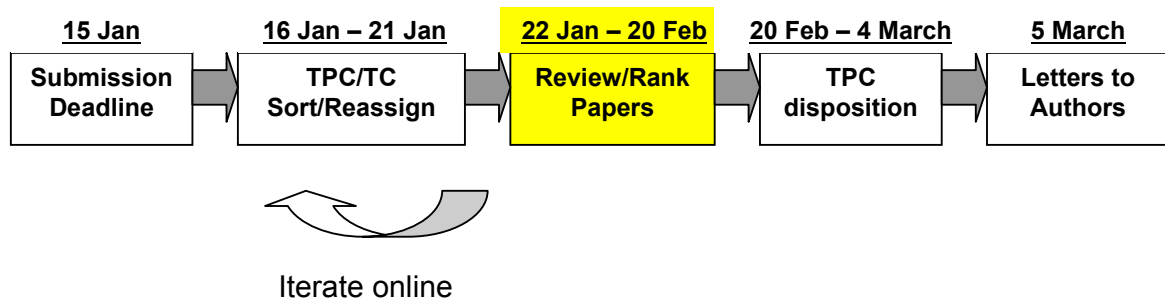 15 Jan
16 Jan – 21 Jan
22 Jan – 20 Feb
20 Feb – 4 March
5 March
Submission
Deadline
TPC/TC
Sort/Reassign
Review/Rank
Papers
TPC
disposition
Letters to
Authors
Iterate online